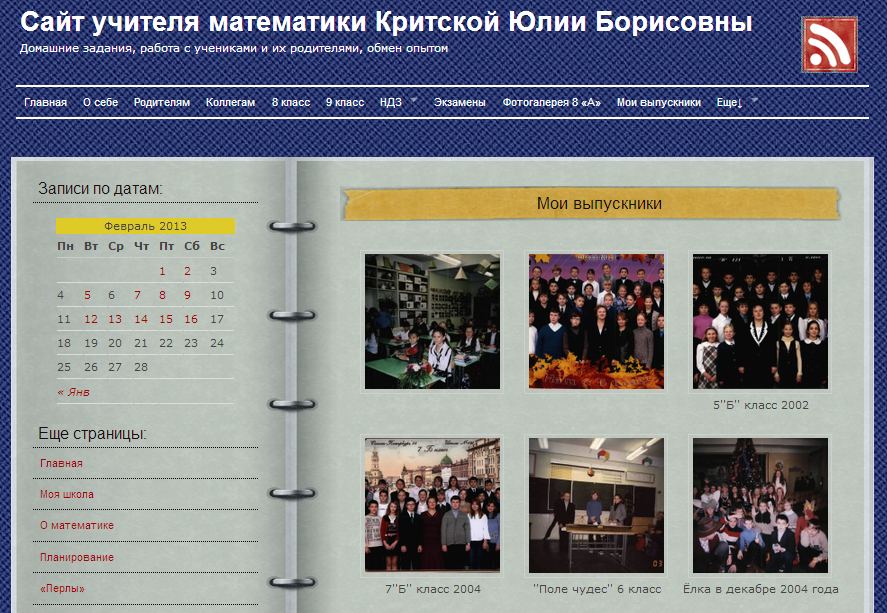 Сайт учителя математики Критской Юлии Борисовны
Домашние задания, работа с учениками и их родителями, обмен опытом
Главная О себе Родителям Коллегам 8 класс 9 класс НДЗ Экзамены Фотогалерея 8 «А» Мои выпускники Еще↓
Записи по датам:
Февраль 2013
Пн Вт Ср Чт Пт Сб Вс
1 2 3
4 5 6 7 8 9 10
11 12 13 14 15 16 17
18 19 20 21 22 23 24
25 26 27 28
« Янв
Еще страницы:
Главная
Моя школа
О математике
Планирование
«Перлы»
Мои выпускники
5"Б" класс 2002
7"Б" класс 2004
"Поле чудес" 6 класс
Ёлка в декабре 2004 года